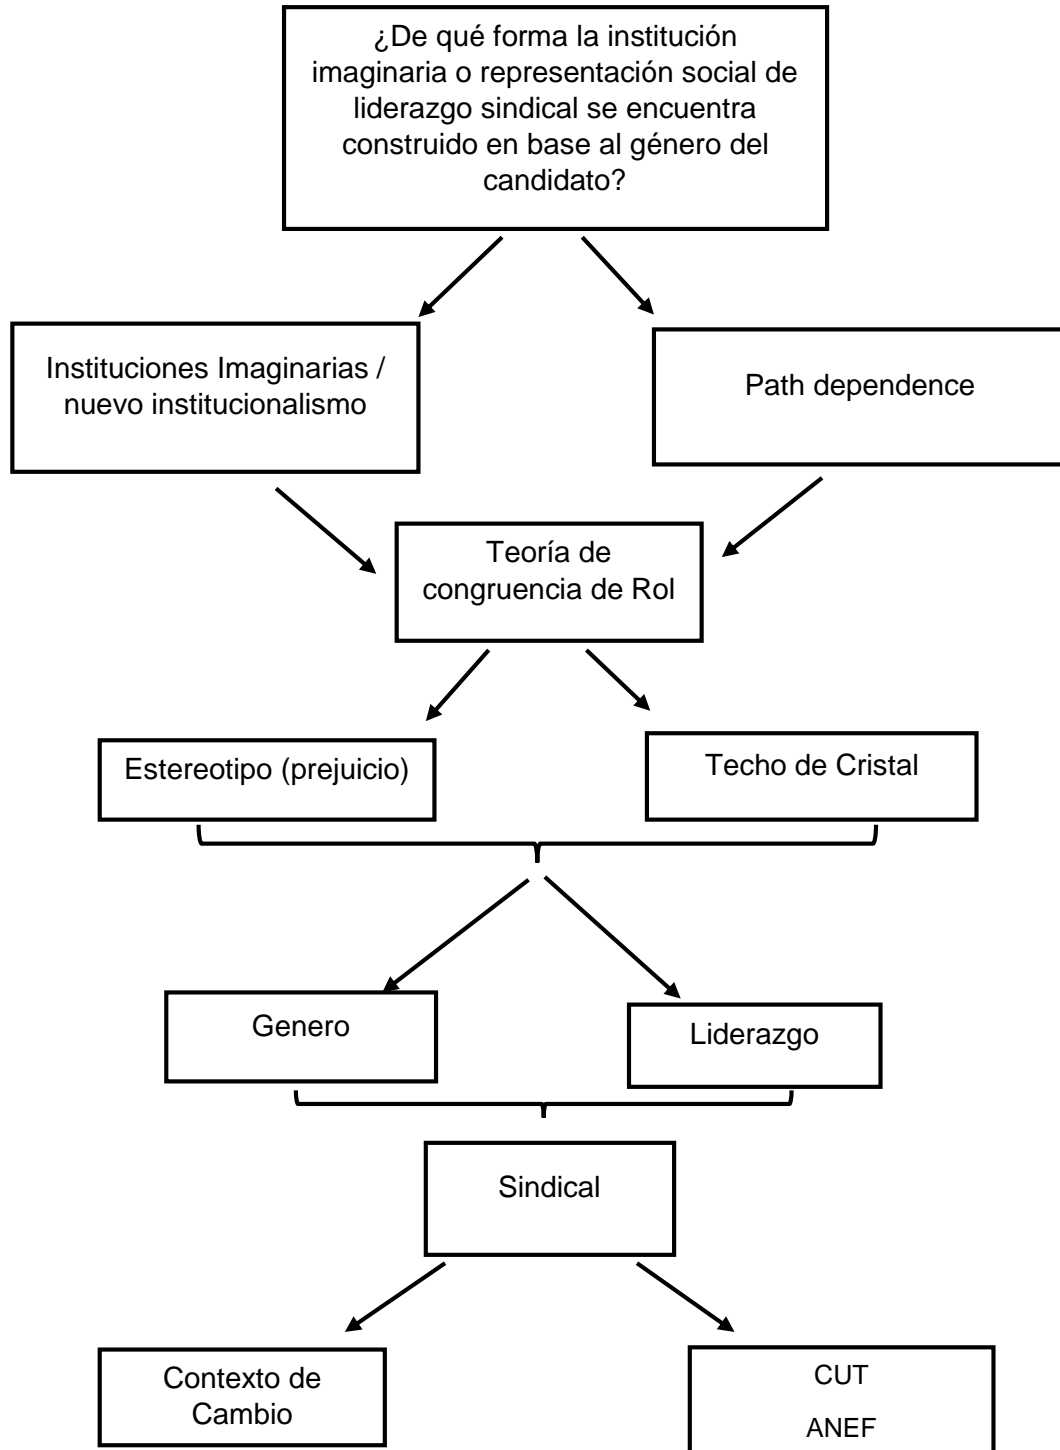 ¿De qué forma la institución
imaginaria o representación social de
liderazgo sindical se encuentra
construido en base al género del
candidato?
Instituciones Imaginarias /
nuevo institucionalismo
Path dependence
Teoría de
congruencia de Rol
Estereotipo (prejuicio)
Techo de Cristal
Genero
Liderazgo
Sindical
Contexto de
Cambio
CUT
ANEF